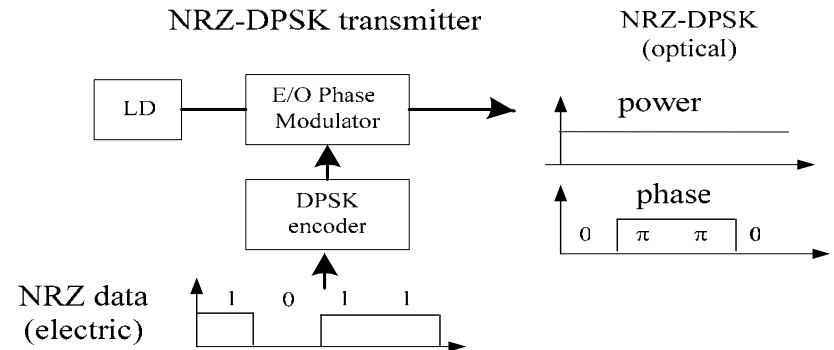 NRZ-DPSK transmitter
NRZ-DPSK
(optical)
LD
E/O Phase
Modulator
power
DPSK
encoder
phase
0 π π 0
NRZ data
(electric)
1 0 1 1